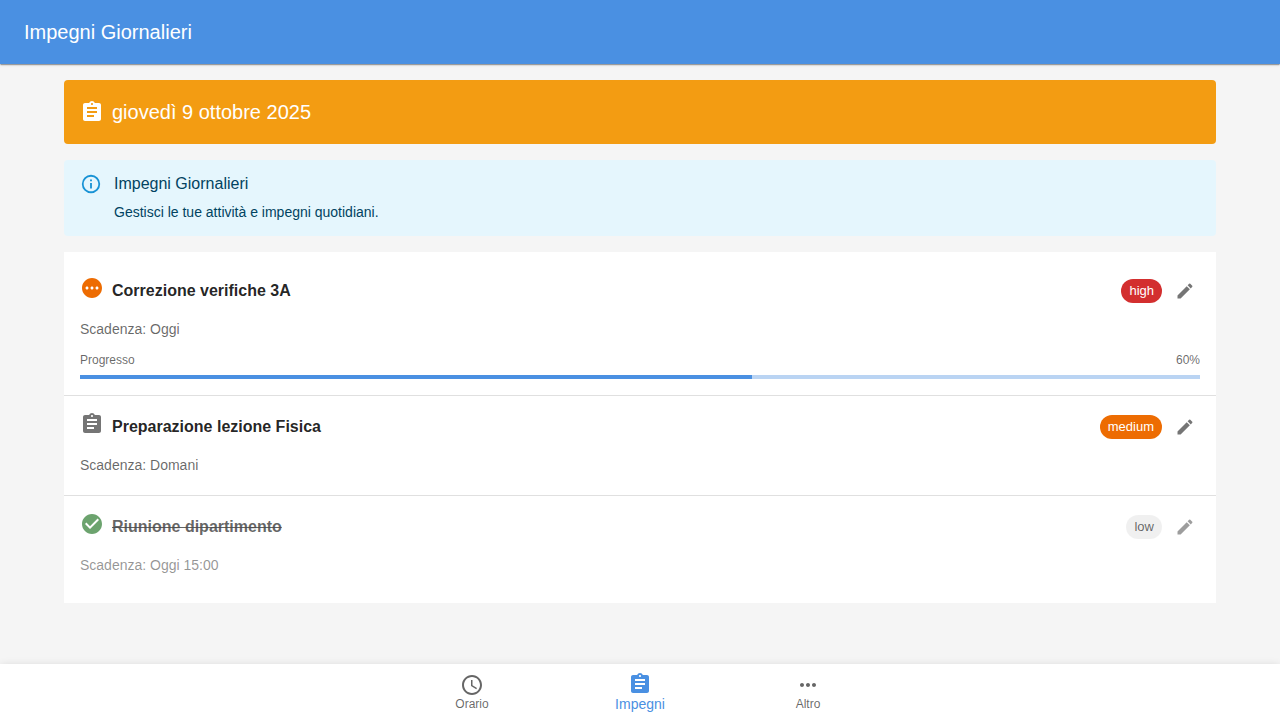 Impegni Giornalieri
giovedì 9 ottobre 2025
Impegni Giornalieri
Gestisci le tue attività e impegni quotidiani.
Correzione verifiche 3A
high
Scadenza: Oggi
Progresso
60%
Preparazione lezione Fisica
medium
Scadenza: Domani
Riunione dipartimento
low
Scadenza: Oggi 15:00
Orario
Impegni
Altro